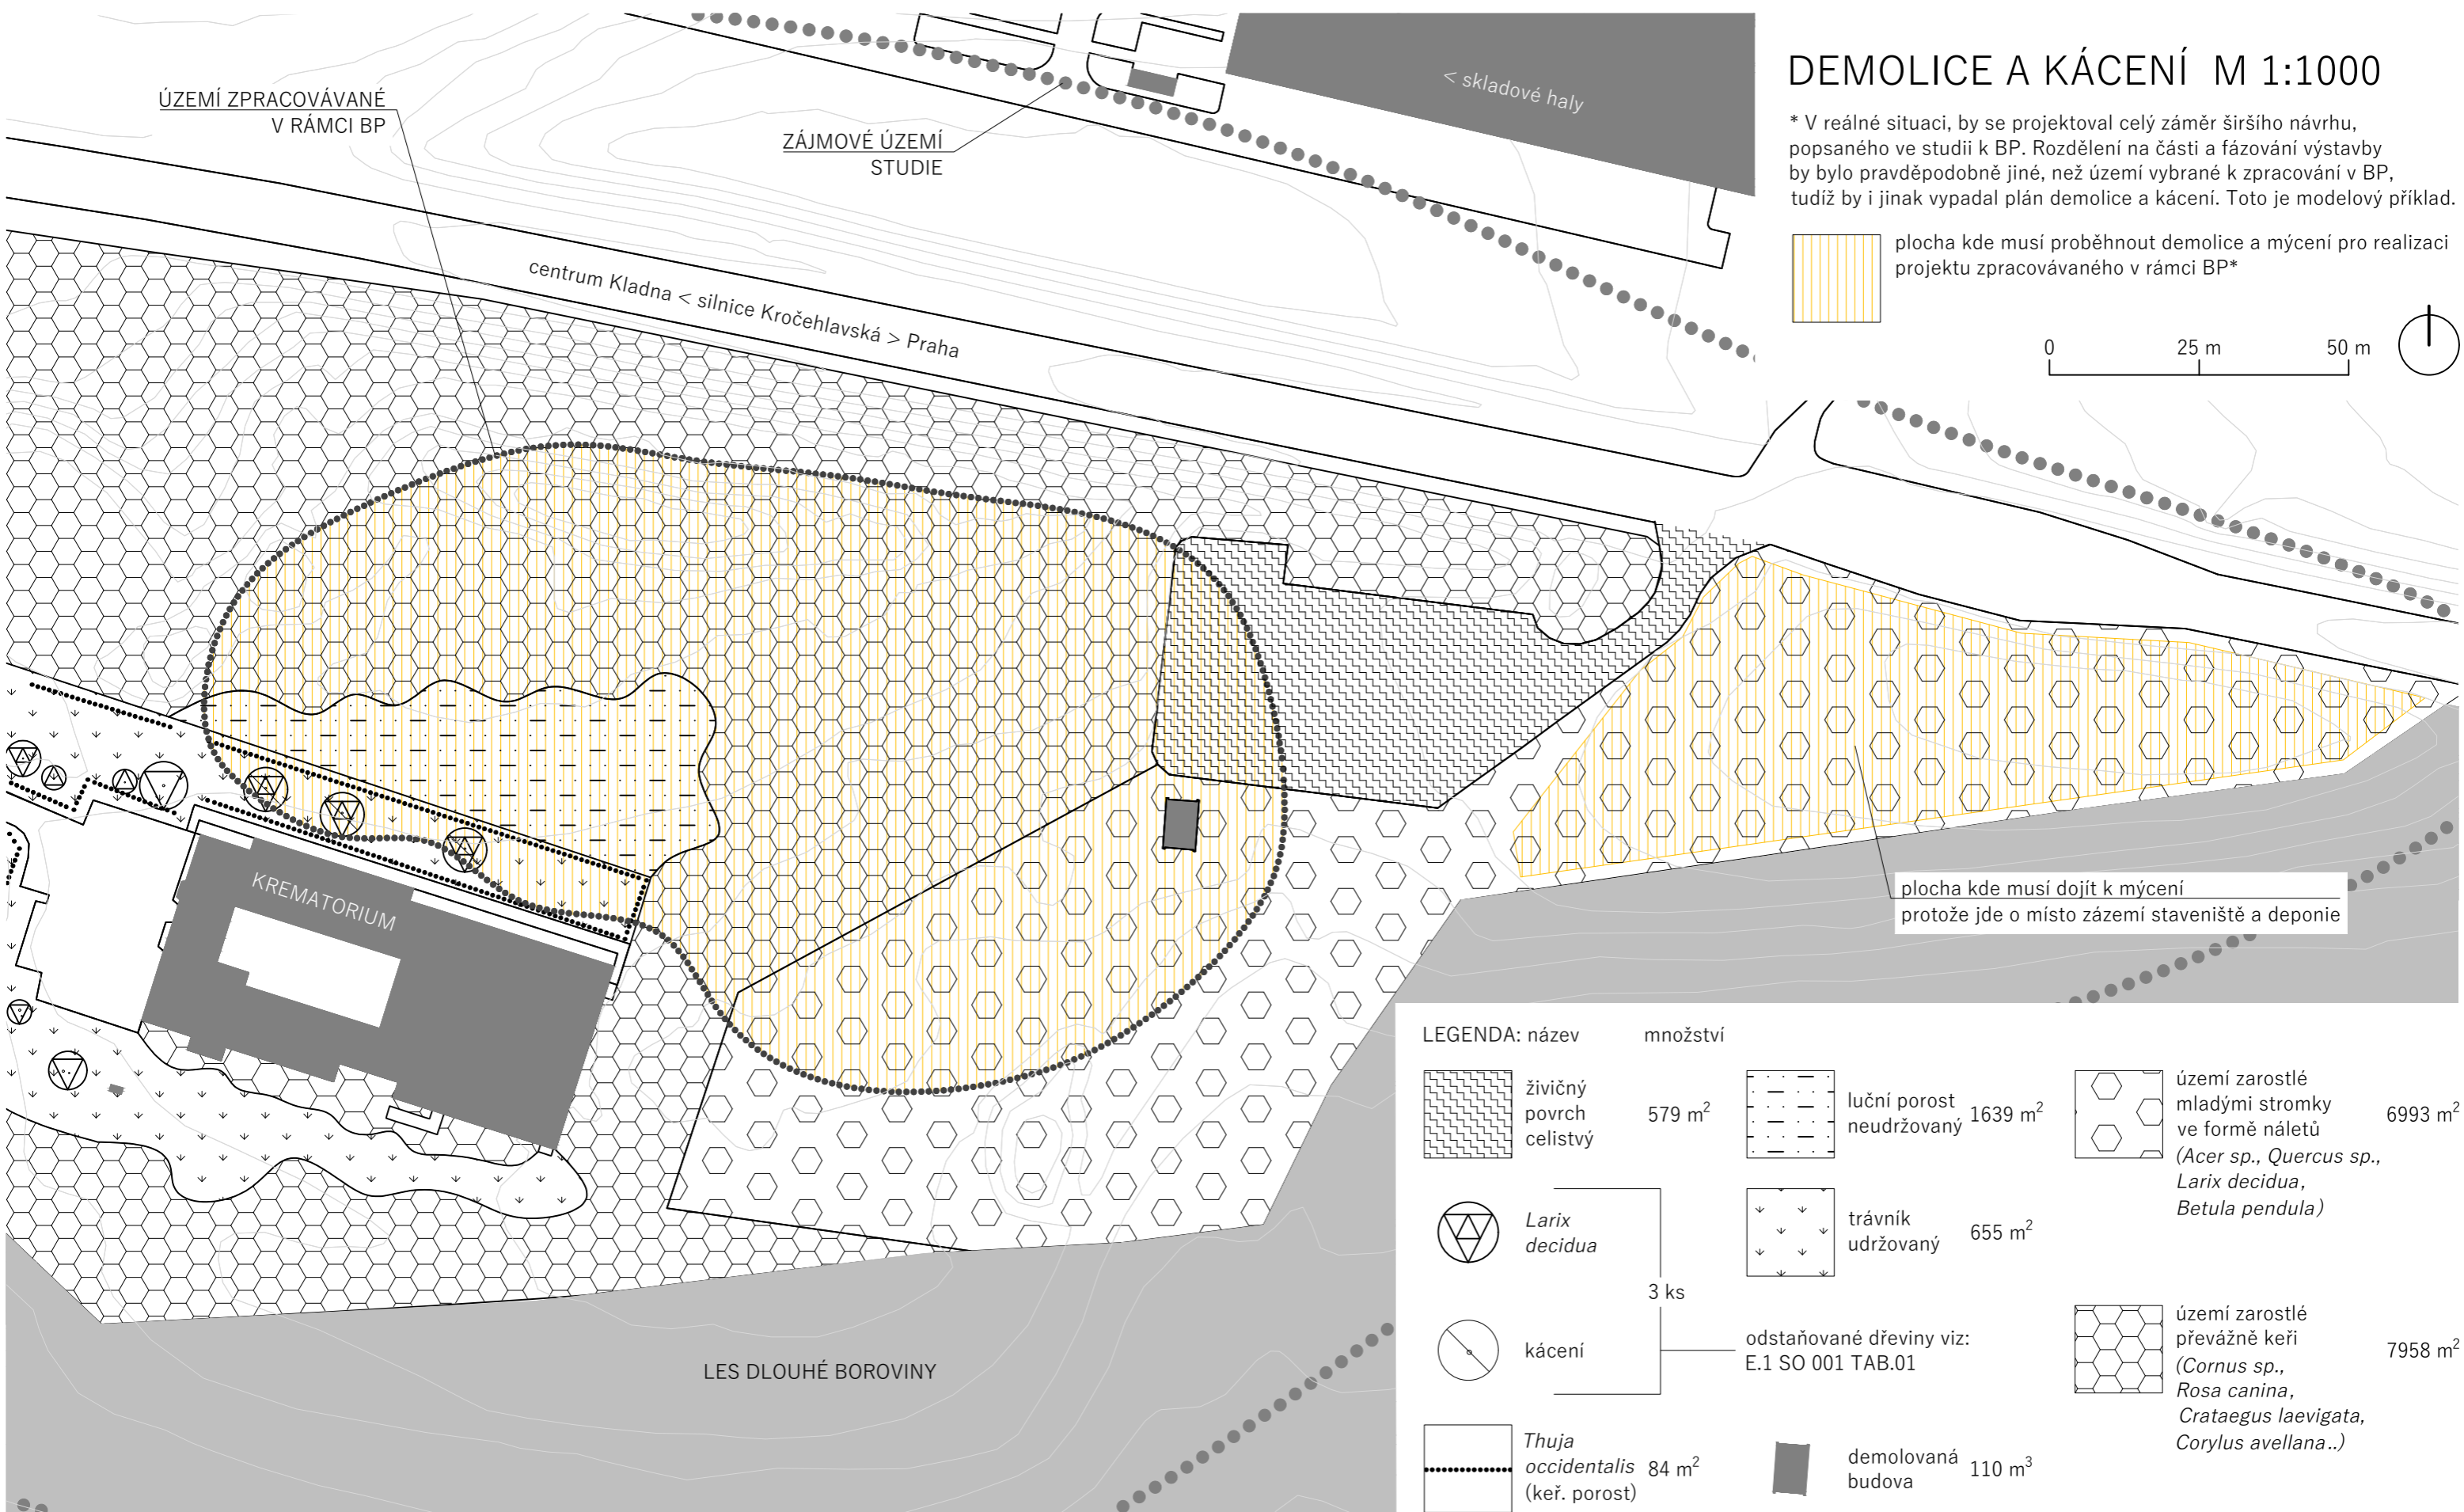 DEMOLICE A KÁCENÍ M 1:1000
* V reálné situaci, by se projektoval celý záměr širšího návrhu,
popsaného ve studii k BP. Rozdělení na části a fázování výstavby
by bylo pravděpodobně jiné, než území vybrané k zpracování v BP,
tudíž by i jinak vypadal plán demolice a kácení. Toto je modelový příklad.
plocha kde musí proběhnout demolice a mýcení pro realizaci
projektu zpracovávaného v rámci BP*
0 25 m 50 m
ÚZEMÍ ZPRACOVÁVANÉ
V RÁMCI BP
ZÁJMOVÉ ÚZEMÍ
STUDIE
< skladové haly
centrum Kladna < silnice Kročehlavská > Praha
KREMATORIUM
plocha kde musí dojít k mýcení
protože jde o místo zázemí staveniště a deponie
LES DLOUHÉ BOROVINY
LEGENDA: název množství
živičný
povrch
celistvý
579 m²
Larix
decidua
kácení
3 ks
odstaňované dřeviny viz:
E.1 SO 001 TAB.01
Thuja
occidentalis
(keř. porost)
84 m²
luční porost
neudržovaný
1639 m²
trávník
udržovaný
655 m²
demolovaná
budova
110 m³
území zarostlé
mladými stromky
ve formě náletů
(Acer sp., Quercus sp.,
Larix decidua,
Betula pendula)
6993 m²
území zarostlé
převážně keři
(Cornus sp.,
Rosa canina,
Crataegus laevigata,
Corylus avellana..)
7958 m²